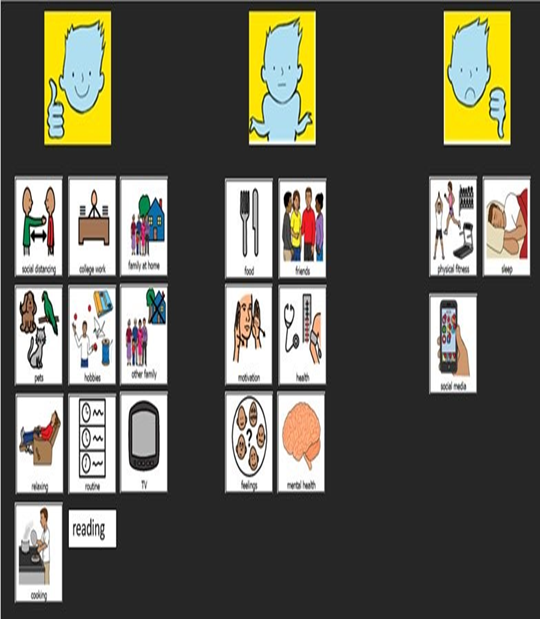 social distancing
college work
family at home
pets
hobbies
other family
relaxing
routine
TV
cooking
reading
food
friends
motivation
health
feelings
?
mental health
physical fitness
sleep
social media